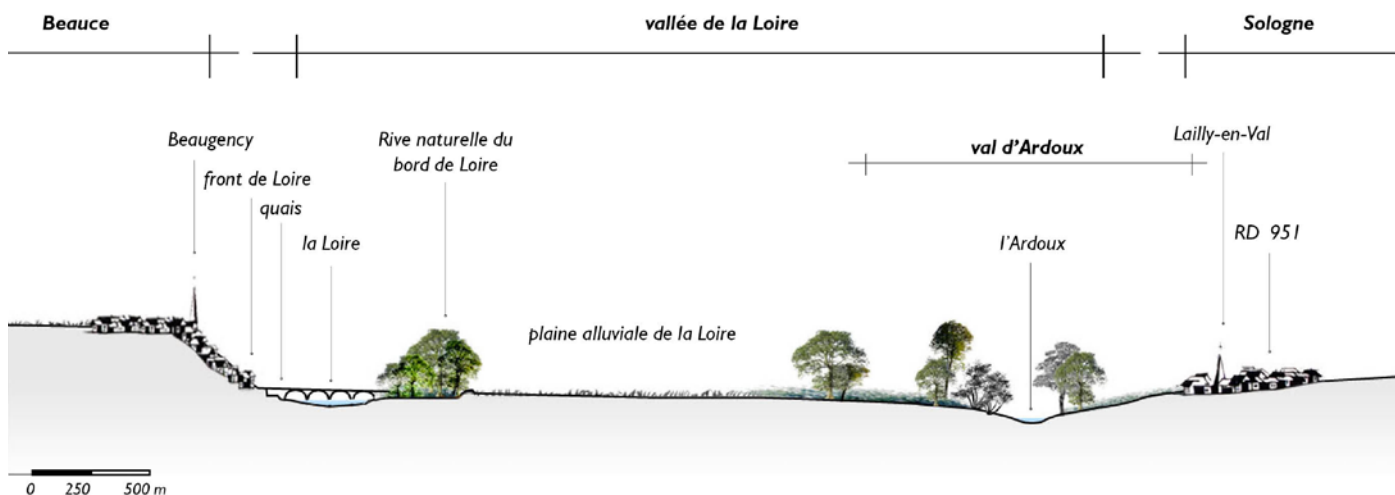 Beauce
vallée de la Loire
Sologne
Beaugency
Rive naturelle du
bord de Loire
Lailly-en-Val
val d'Ardoux
front de Loire
quais
la Loire
l'Ardoux
RD 951
plaine alluviale de la Loire
0 250 500 m